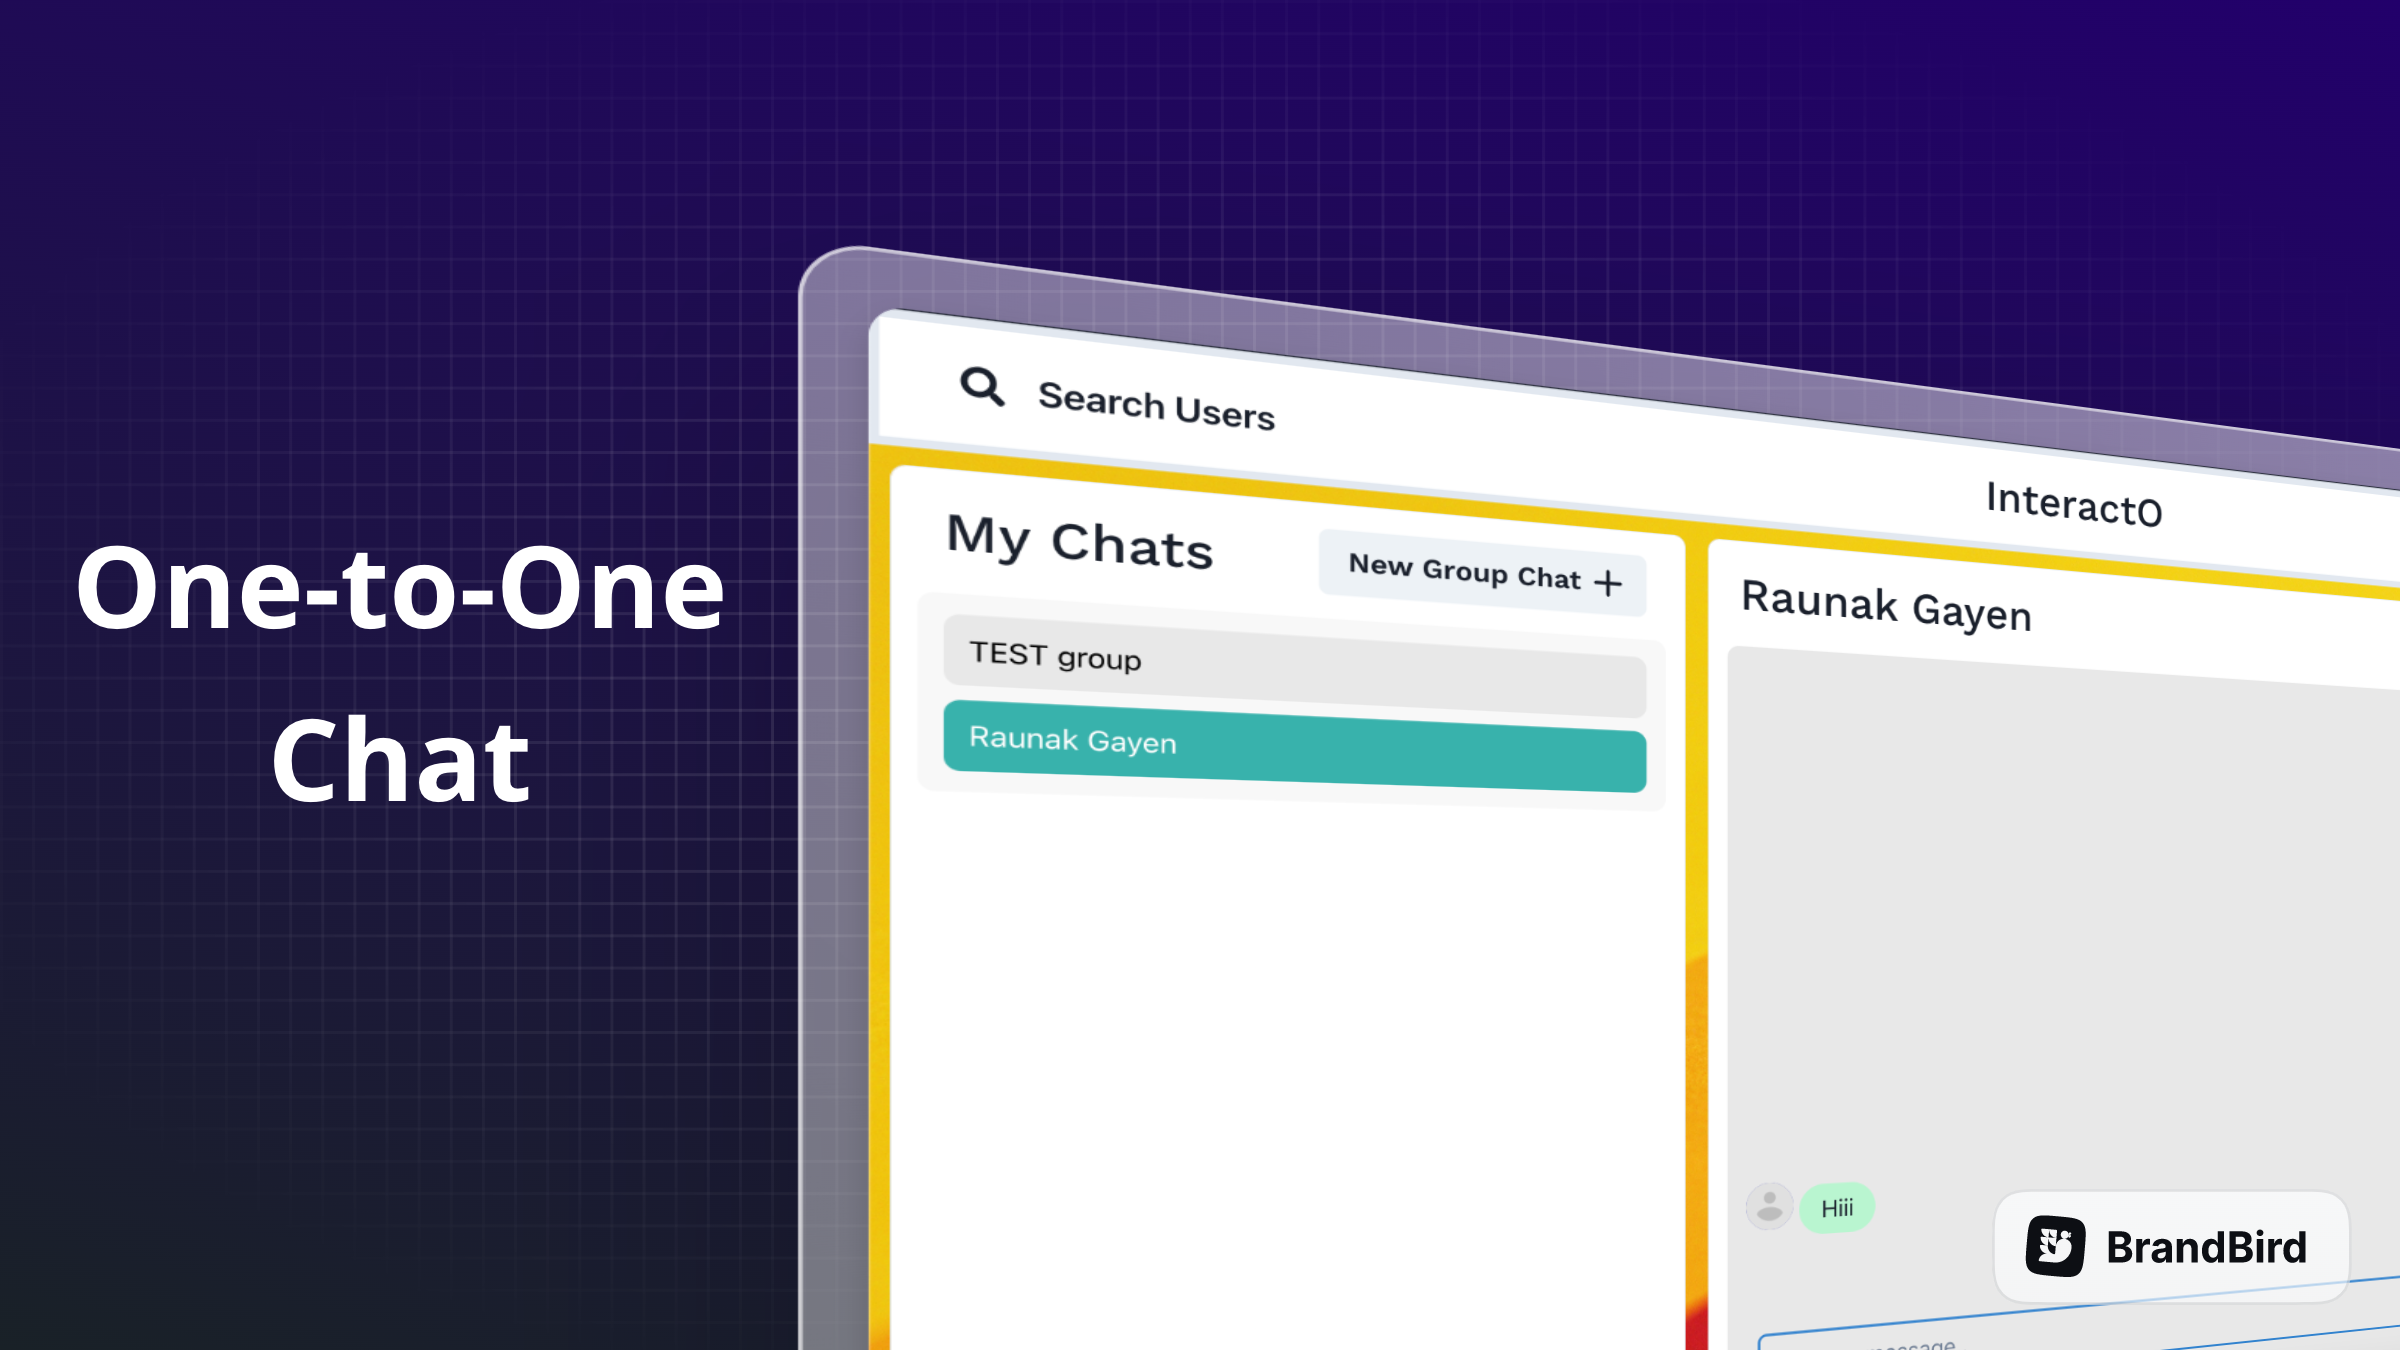 One-to-One
Chat
Search Users
InteractO
My Chats
New Group Chat +
TEST group
Raunak Gayen
Raunak Gayen
Hiii
BrandBird